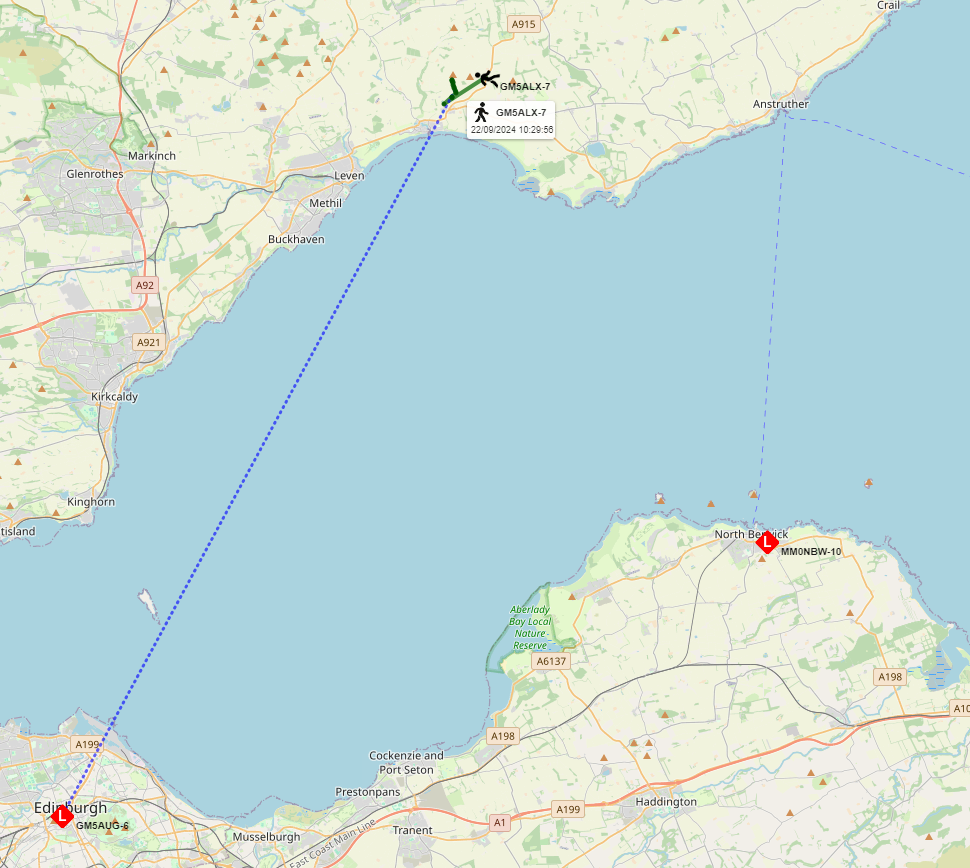 Crail
A915
GM5ALX-7
GM5ALX-7
22/09/2024 10:29:56
Anstruther
Markinch
Glenrothes
Leven
Methil
Buckhaven
A92
A921
Kirkcaldy
Kinghorn
tisland
North Berwick
MM0NBW-10
Aberlady
Bay Local
Nature
Reserve
A6137
A198
A198
A10
A199
Cockenzie and
Port Seton
Edinburgh
GM5AUG-6
Prestonpans
Haddington
A199
A1
Musselburgh
Tranent
East Coast Main Line
L
L